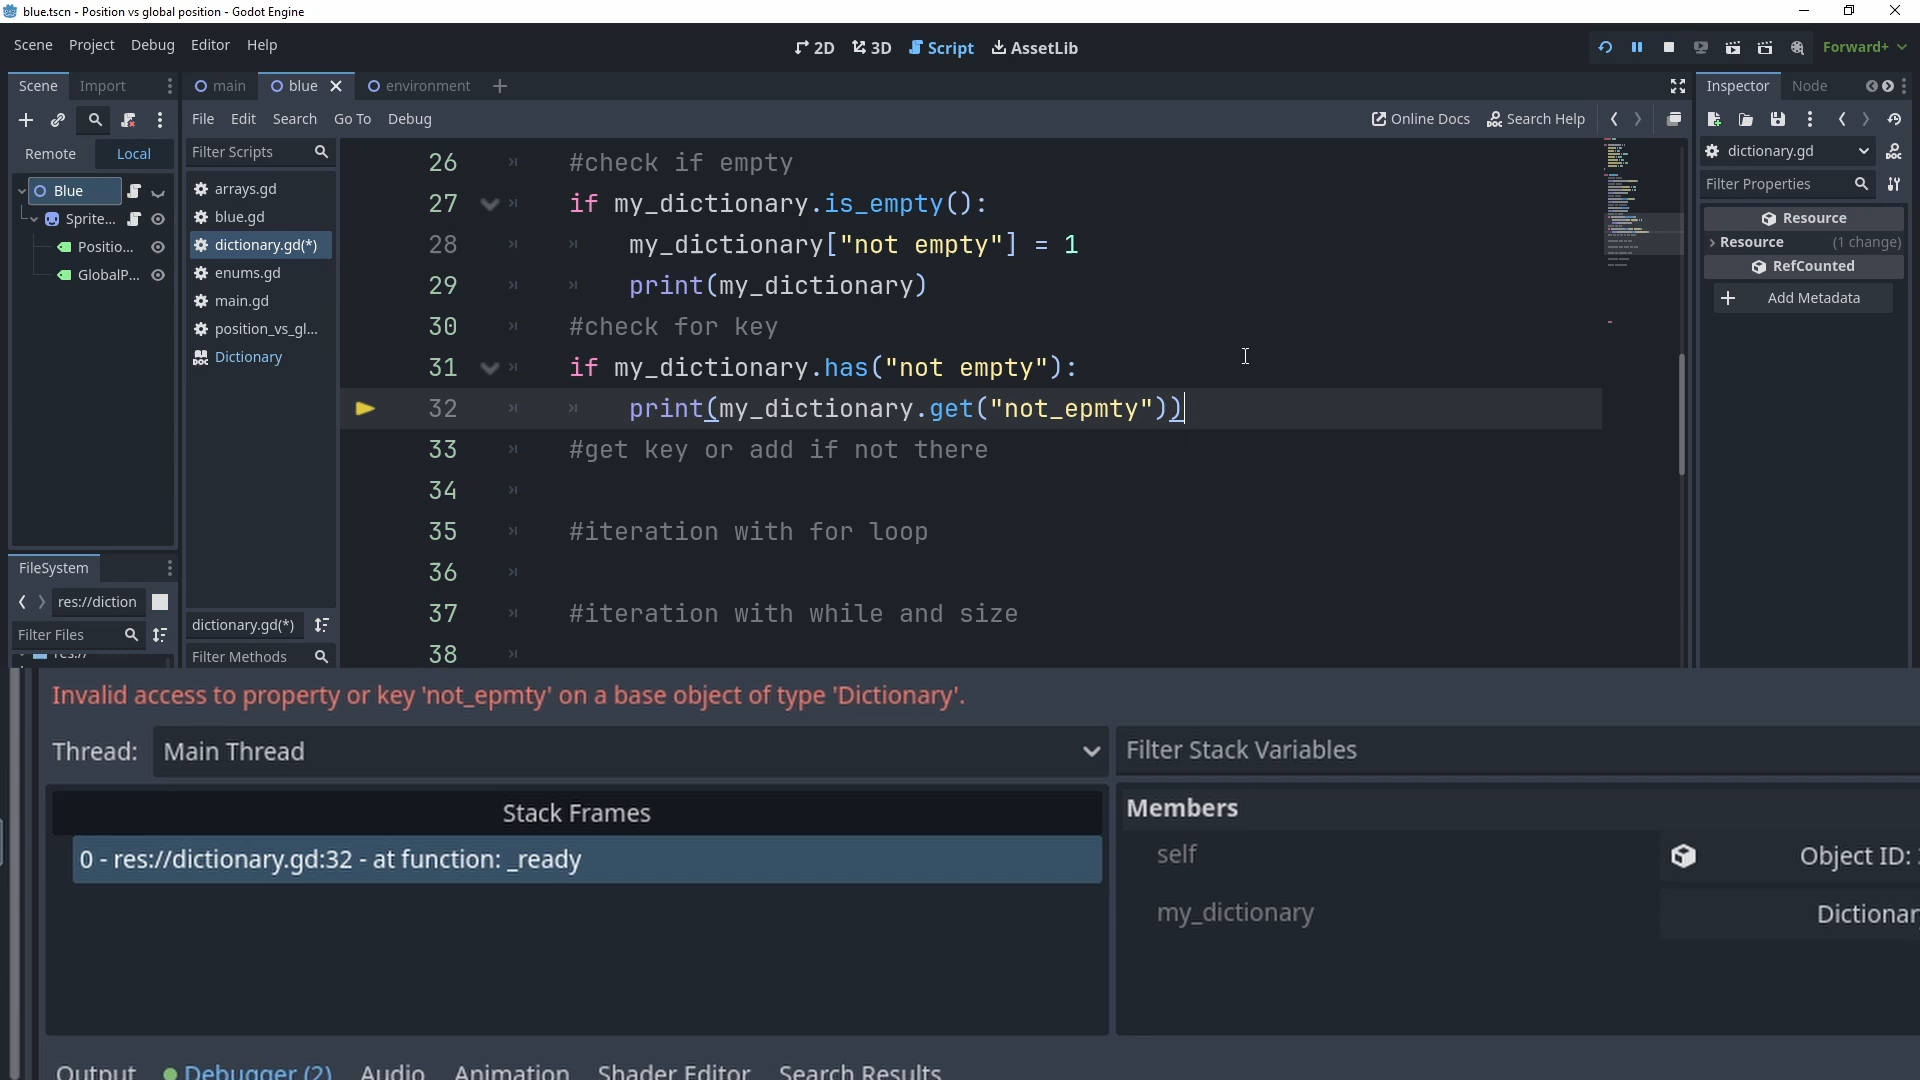 blue.tscn - Position vs global position - Godot Engine
Scene Project Debug Editor Help
2D 3D Script AssetLib
Forward+
Scene Import
main blue environment
Inspector Node
File Edit Search Go To Debug
Online Docs Search Help
Remote Local
Filter Scripts
dictionary.gd
Filter Properties
Blue
Sprite...
Positio...
GlobalP...
arrays.gd
blue.gd
dictionary.gd(*)
enums.gd
main.gd
position_vs_gl...
Dictionary
Resource
Resource (1 change)
RefCounted
Add Metadata
26 #check if empty
27 if my_dictionary.is_empty():
28 my_dictionary["not empty"] = 1
29 print(my_dictionary)
30 #check for key
31 if my_dictionary.has("not empty"):
32 print(my_dictionary.get("not_epmty"))
33 #get key or add if not there
34
35 #iteration with for loop
36
37 #iteration with while and size
38
FileSystem
res://diction
Filter Files
res://
dictionary.gd(*)
Filter Methods
Invalid access to property or key 'not_epmty' on a base object of type 'Dictionary'.
Thread: Main Thread
Filter Stack Variables
Stack Frames
0 - res://dictionary.gd:32 - at function: _ready
Members
self Object ID:
my_dictionary Dictionar
Output Debugger (2) Audio Animation Shader Editor Search Results